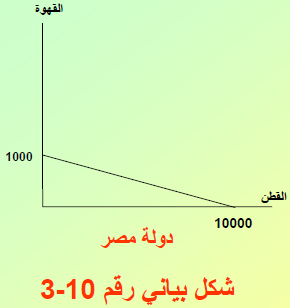 القهوة
1000
القطن
10000
دولة مصر
شكل بياني رقم 10-3